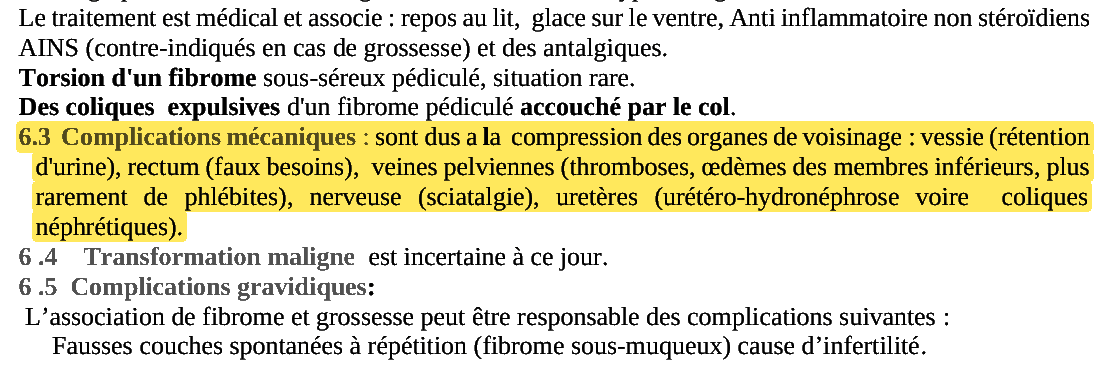 Le traitement est médical et associe : repos au lit, glace sur le ventre, Anti inflammatoire non stéroïdiens
AINS (contre-indiqués en cas de grossesse) et des antalgiques.
Torsion d'un fibrome sous-séreux pédiculé, situation rare.
Des coliques expulsives d'un fibrome pédiculé accouché par le col.
6.3 Complications mécaniques : sont dus a la compression des organes de voisinage : vessie (rétention
d'urine), rectum (faux besoins), veines pelviennes (thromboses, œdèmes des membres inférieurs, plus
rarement de phlébites), nerveuse (sciatalgie), uretères (urétéro-hydronéphrose voire coliques
néphrétiques).
6 .4 Transformation maligne est incertaine à ce jour.
6 .5 Complications gravidiques:
L’association de fibrome et grossesse peut être responsable des complications suivantes :
Fausses couches spontanées à répétition (fibrome sous-muqueux) cause d’infertilité.